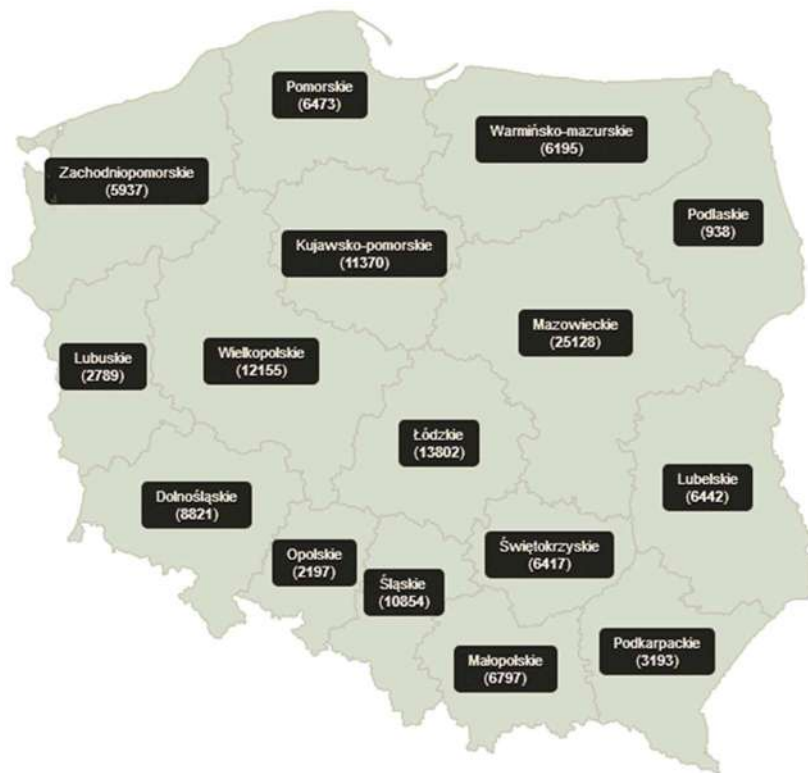 Pomorskie
(6473)
Warmińsko-mazurskie
(6195)
Zachodniopomorskie
(5937)
Podlaskie
(938)
Kujawsko-pomorskie
(11370)
Mazowieckie
(25128)
Lubuskie
(2789)
Wielkopolskie
(12155)
Łódzkie
(13802)
Lubelskie
(6442)
Dolnośląskie
(8821)
Opolskie
(2197)
Śląskie
(10854)
Świętokrzyskie
(6417)
Małopolskie
(6797)
Podkarpackie
(3193)